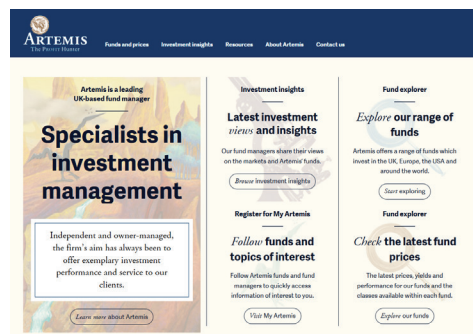 ARTEMIS
The PROFIT Hunter
Funds and prices
Investment insights
Resources
About Artemis
Contact us
Artemis is a leading
UK-based fund manager
Specialists in
investment
management
Independent and owner-managed,
the firm's aim has always been to
offer exemplary investment
performance and service to our
clients.
Learn more about Artemis
Investment insights
Latest investment
views and insights
Our fund managers share their views
on the markets and Artemis' funds.
Browse investment insights
Fund explorer
Explore our range of
funds
Artemis offers a range of funds which
invest in the UK, Europe, the USA and
around the world.
Start exploring
Register for My Artemis
Follow funds and
topics of interest
Follow Artemis funds and fund
managers to quickly access
information of interest to you.
Visit My Artemis
Fund explorer
Check the latest fund
prices
The latest prices, yields and
performance for our funds and the
classes available within each fund.
Explore our funds